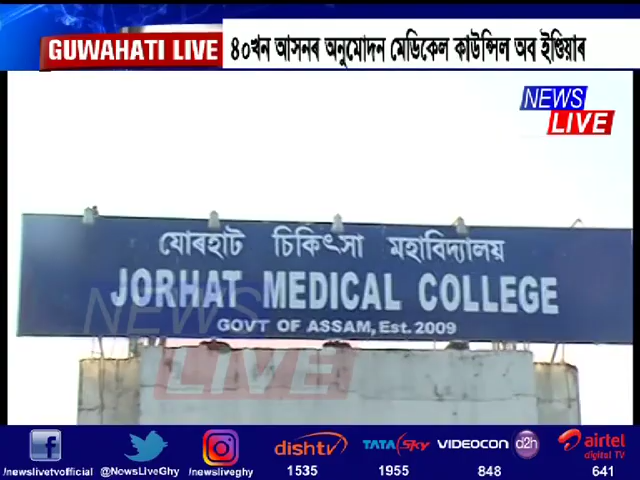 GUWAHATI LIVE
৪০খন আসনৰ অনুমোদন মেডিকেল কাউন্সিল অব ইণ্ডিয়াৰ
NEWS
LIVE
যোৰহাট চিকিৎসা মহাবিদ্যালয়
JORHAT MEDICAL COLLEGE
GOVT OF ASSAM, Est. 2009
NEWS
LIVE
/newslivetvofficial
@NewsLiveGhy
/newsliveghy
dishtv
1535
TATA sky
1955
VIDEOCON d2h
848
airtel
digital TV
641